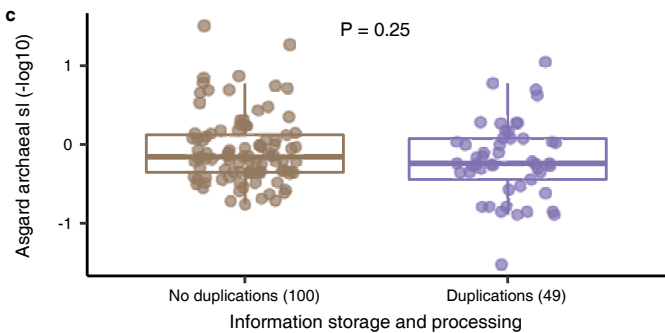 c
P = 0.25
Asgard archaeal sl (-log10)
1
0
-1
No duplications (100)
Duplications (49)
Information storage and processing